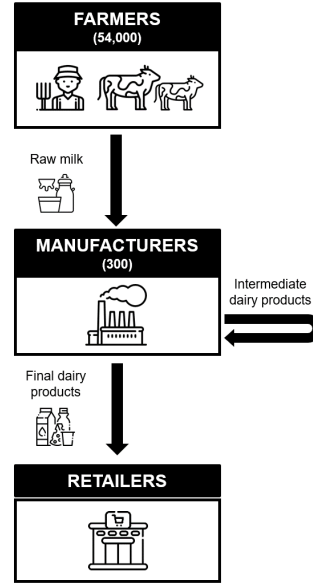 FARMERS
(54,000)
Raw milk
MANUFACTURERS
(300)
Intermediate
dairy products
Final dairy
products
RETAILERS